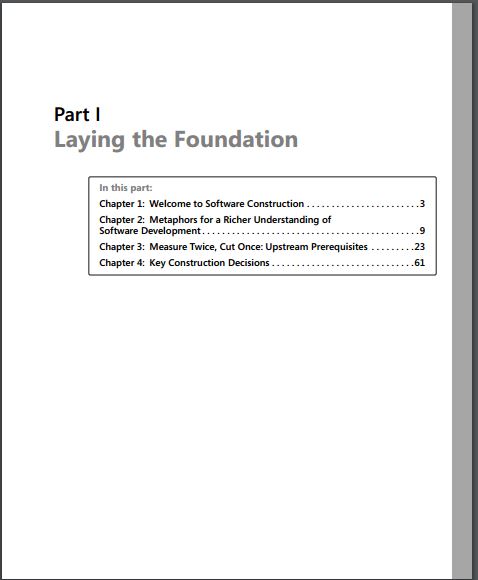 Part I
Laying the Foundation
In this part:
Chapter 1: Welcome to Software Construction . . . . . . . . . . . . . . . . . . . . . . .3
Chapter 2: Metaphors for a Richer Understanding of
Software Development. . . . . . . . . . . . . . . . . . . . . . . . . . . . . . . . . . . . . . . . . . . .9
Chapter 3: Measure Twice, Cut Once: Upstream Prerequisites . . . . . . . . .23
Chapter 4: Key Construction Decisions . . . . . . . . . . . . . . . . . . . . . . . . . . . . .61